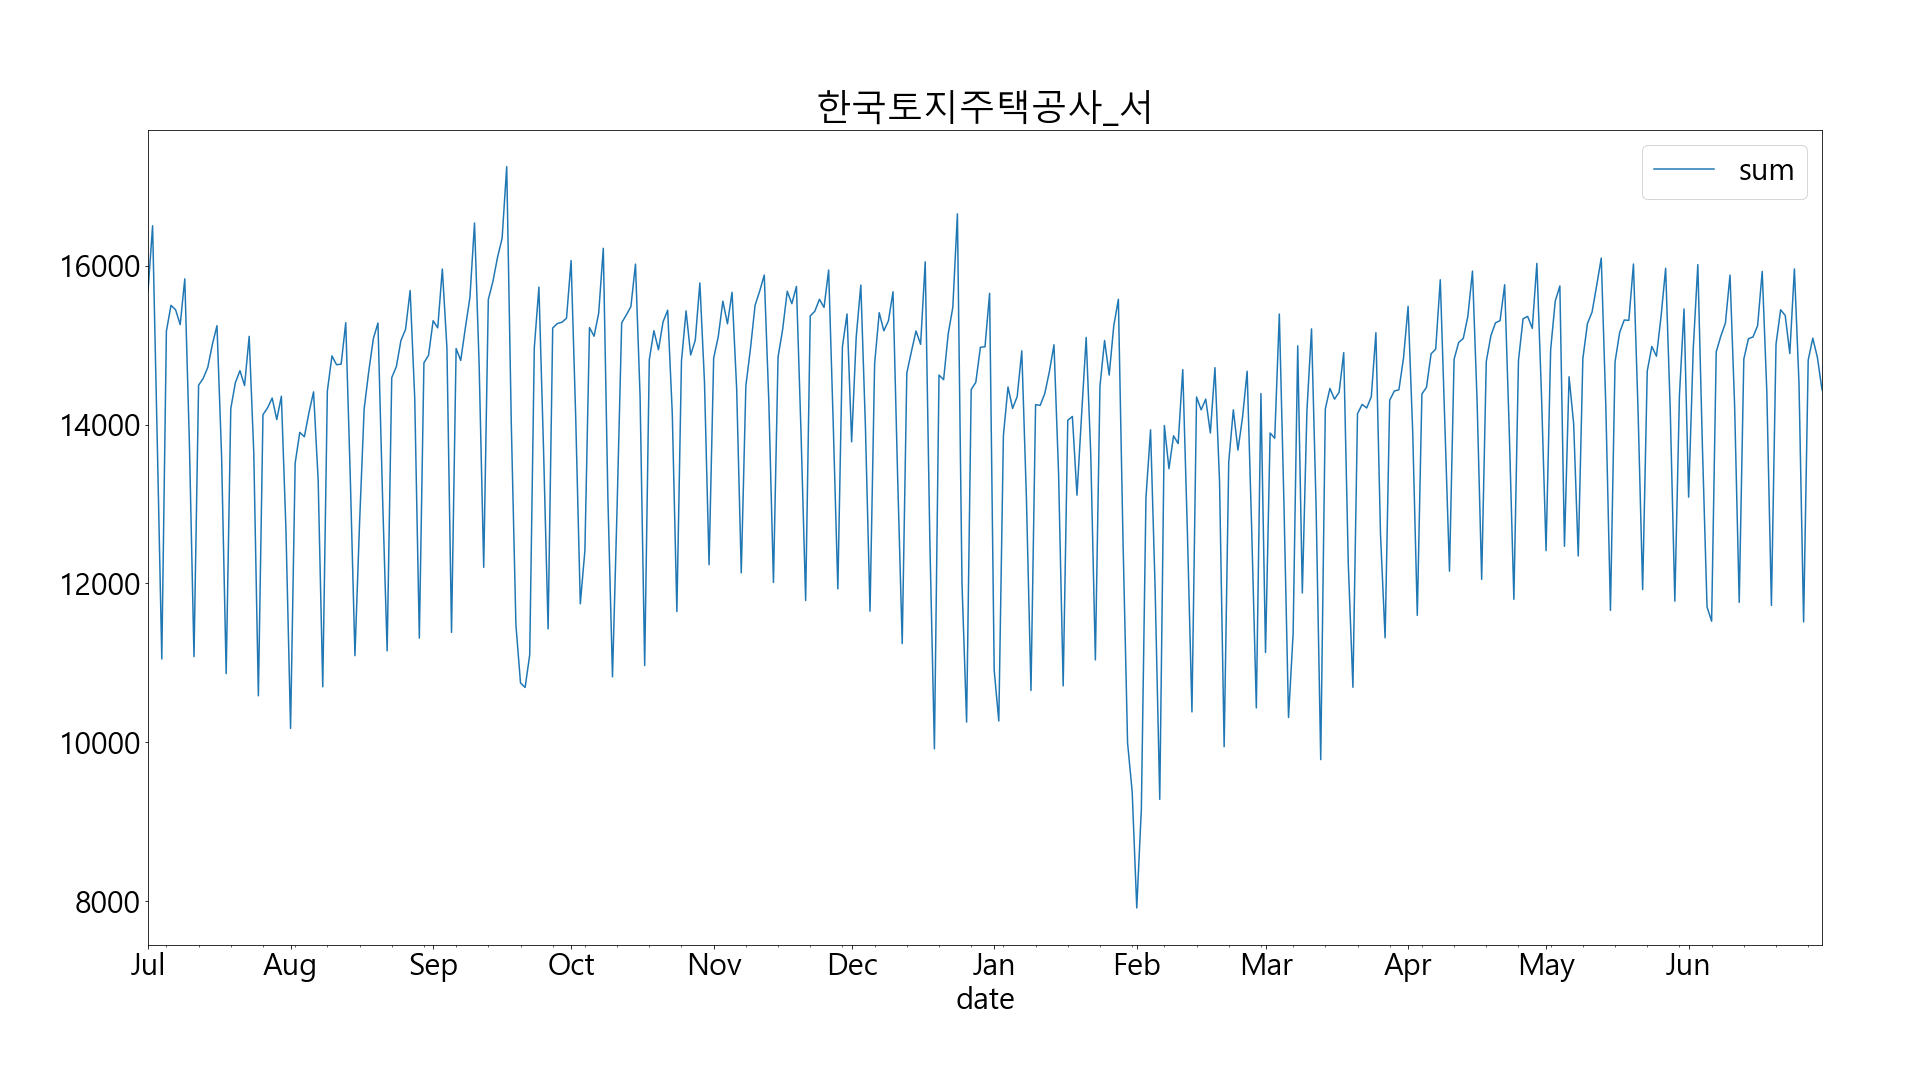 한국토지주택공사_서
sum
16000
14000
12000
10000
8000
Jul Aug Sep Oct Nov Dec Jan Feb Mar Apr May Jun
date